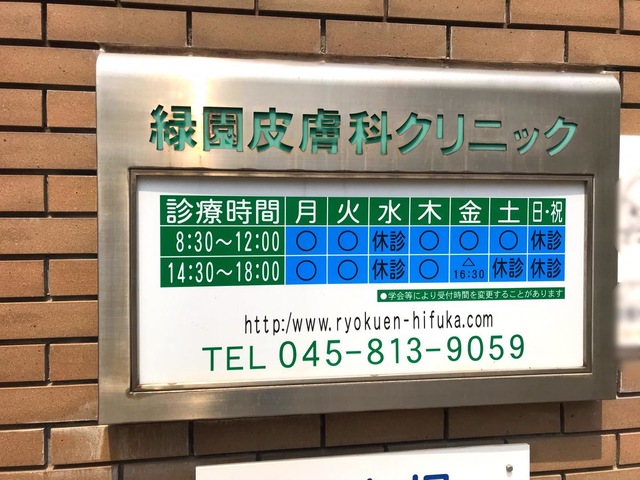 緑園皮膚科クリニック
診療時間 月 火 水 木 金 土 日・祝
8:30～12:00 ○ ○ 休診 ○ ○ ○ 休診
14:30～18:00 ○ ○ 休診 ○ △16:30 休診 休診
●学会等により受付時間を変更することがあります
http:/www.ryokuen-hifuka.com
TEL 045-813-9059